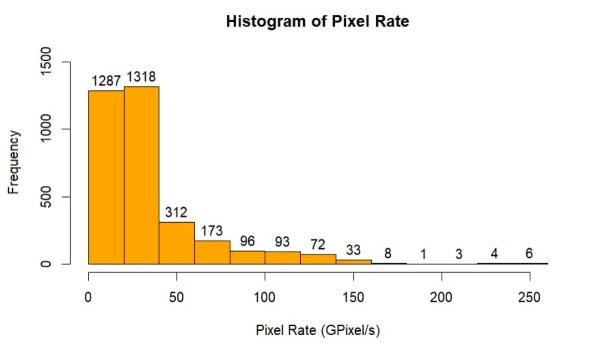 Histogram of Pixel Rate
1500
1000
500
0
Frequency
1287 1318 312 173 96 93 72 33 8 1 3 4 6
0 50 100 150 200 250
Pixel Rate (GPixel/s)